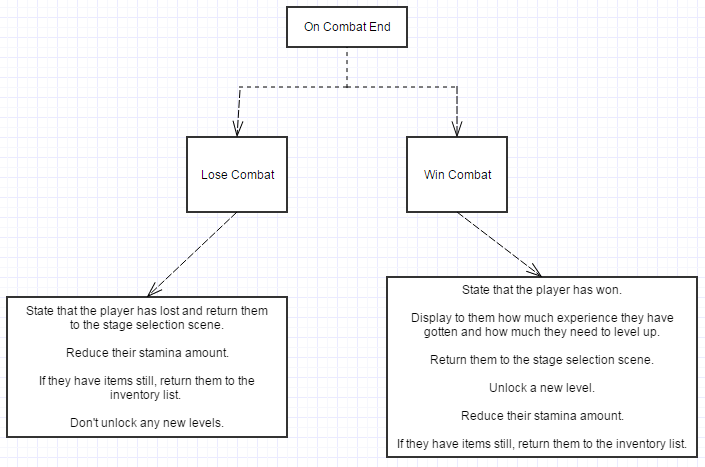 On Combat End
Lose Combat
Win Combat
State that the player has lost and return them
to the stage selection scene.
Reduce their stamina amount.
If they have items still, return them to the
inventory list.
Don't unlock any new levels.
State that the player has won.
Display to them how much experience they have
gotten and how much they need to level up.
Return them to the stage selection scene.
Unlock a new level.
Reduce their stamina amount.
If they have items still, return them to the inventory list.